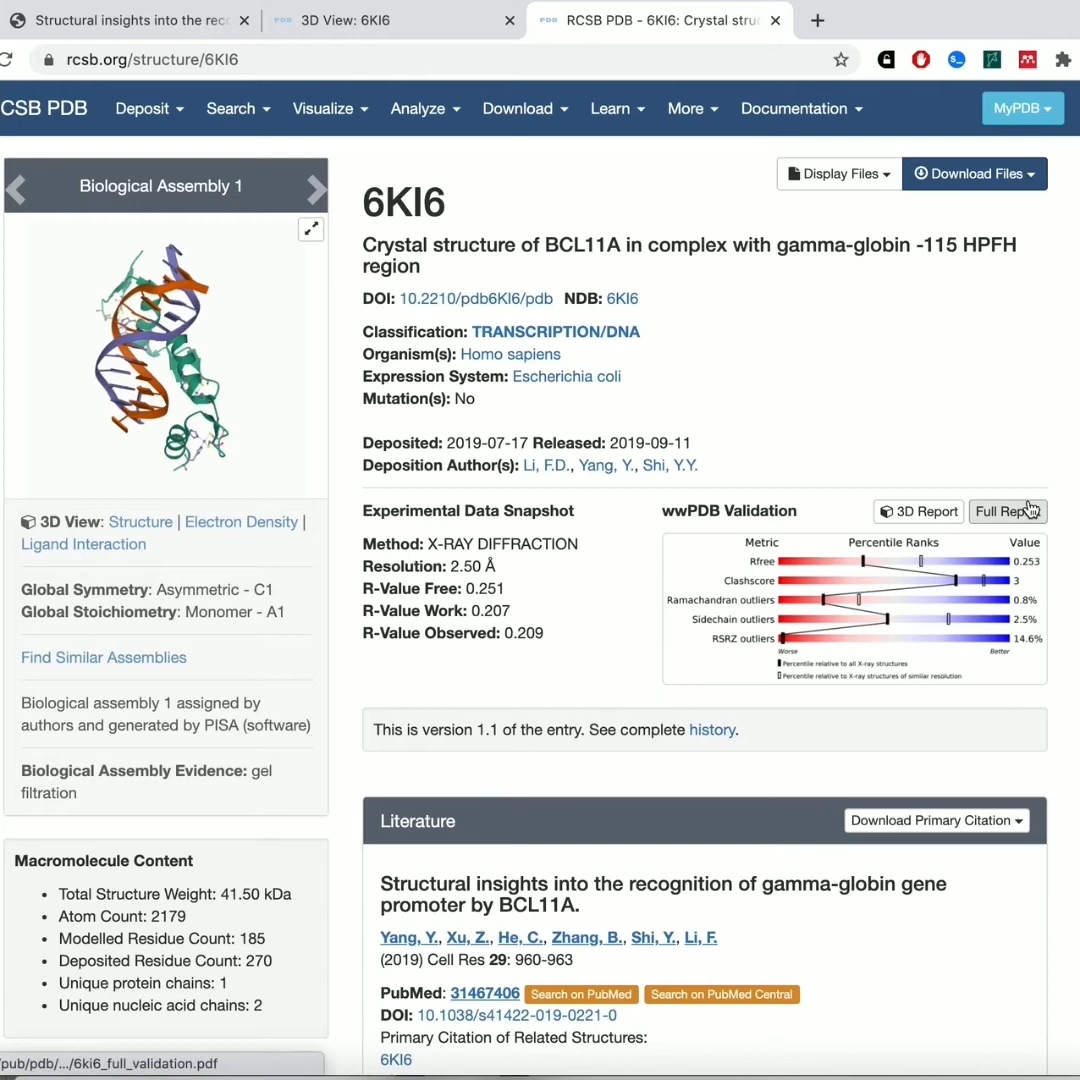 Structural insights into the reco
3D View: 6KI6
RCSB PDB - 6KI6: Crystal struc
rcsb.org/structure/6KI6
CSB PDB
Deposit
Search
Visualize
Analyze
Download
Learn
More
Documentation
MyPDB
Biological Assembly 1
Display Files
Download Files
6KI6
Crystal structure of BCL11A in complex with gamma-globin -115 HPFH
region
DOI: 10.2210/pdb6KI6/pdb NDB: 6KI6
Classification: TRANSCRIPTION/DNA
Organism(s): Homo sapiens
Expression System: Escherichia coli
Mutation(s): No
Deposited: 2019-07-17 Released: 2019-09-11
Deposition Author(s): Li, F.D., Yang, Y., Shi, Y.Y.
3D View: Structure | Electron Density |
Ligand Interaction
Global Symmetry: Asymmetric - C1
Global Stoichiometry: Monomer - A1
Find Similar Assemblies
Biological assembly 1 assigned by
authors and generated by PISA (software)
Biological Assembly Evidence: gel
filtration
Experimental Data Snapshot
Method: X-RAY DIFFRACTION
Resolution: 2.50 Å
R-Value Free: 0.251
R-Value Work: 0.207
R-Value Observed: 0.209
wwPDB Validation
3D Report
Full Rep
Metric Percentile Ranks Value
Rfree 0.253
Clashscore 3
Ramachandran outliers 0.8%
Sidechain outliers 2.5%
RSRZ outliers 14.6%
Worse Better
Percentile relative to all X-ray structures
Percentile relative to X-ray structures of similar resolution
This is version 1.1 of the entry. See complete history.
Literature
Download Primary Citation
Structural insights into the recognition of gamma-globin gene
promoter by BCL11A.
Yang, Y., Xu, Z., He, C., Zhang, B., Shi, Y., Li, F.
(2019) Cell Res 29: 960-963
PubMed: 31467406 Search on PubMed Search on PubMed Central
DOI: 10.1038/s41422-019-0221-0
Primary Citation of Related Structures:
6KI6
Macromolecule Content
• Total Structure Weight: 41.50 kDa
• Atom Count: 2179
• Modelled Residue Count: 185
• Deposited Residue Count: 270
• Unique protein chains: 1
• Unique nucleic acid chains: 2
/pub/pdb/.../6ki6_full_validation.pdf